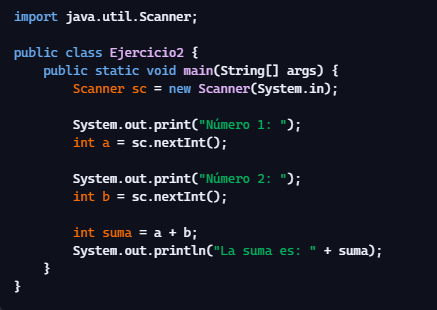 import java.util.Scanner;
public class Ejercicio2 {
public static void main(String[] args) {
Scanner sc = new Scanner(System.in);
System.out.print("Número 1: ");
int a = sc.nextInt();
System.out.print("Número 2: ");
int b = sc.nextInt();
int suma = a + b;
System.out.println("La suma es: " + suma);
}
}